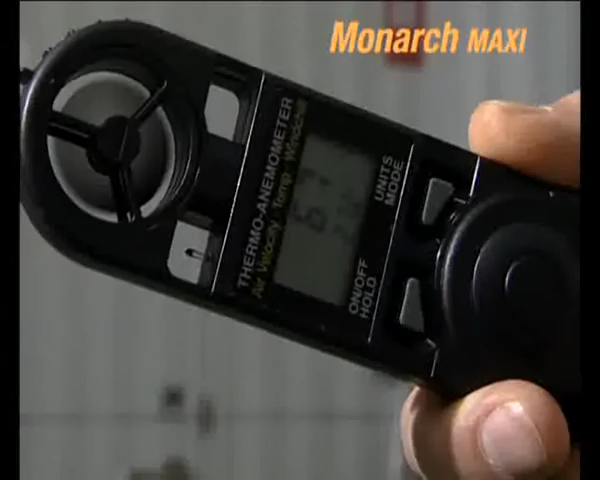 Monarch MAXI
THERMO-ANEMOMETER
Air Velocity - Temp - Windchill
UNITS
MODE
ON/OFF
HOLD